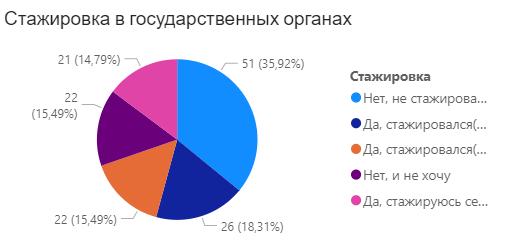 Стажировка в государственных органах
21 (14,79%)
51 (35,92%)
22
(15,49%)
22 (15,49%)
26 (18,31%)
Стажировка
Нет, не стажирова...
Да, стажировался(...
Да, стажировался(...
Нет, и не хочу
Да, стажируюсь се...